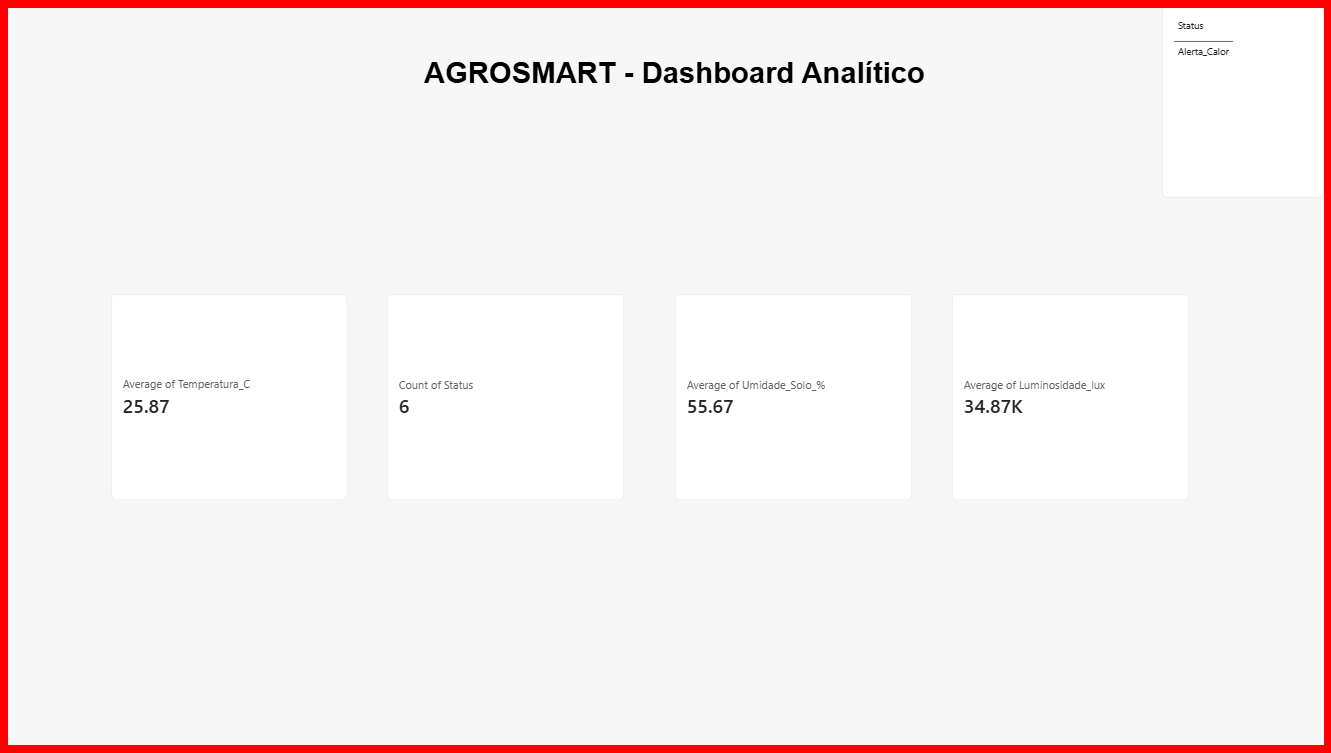 AGROSMART - Dashboard Analítico
Status
Alerta_Calor
Average of Temperatura_C
25.87
Count of Status
6
Average of Umidade_Solo_%
55.67
Average of Luminosidade_lux
34.87K